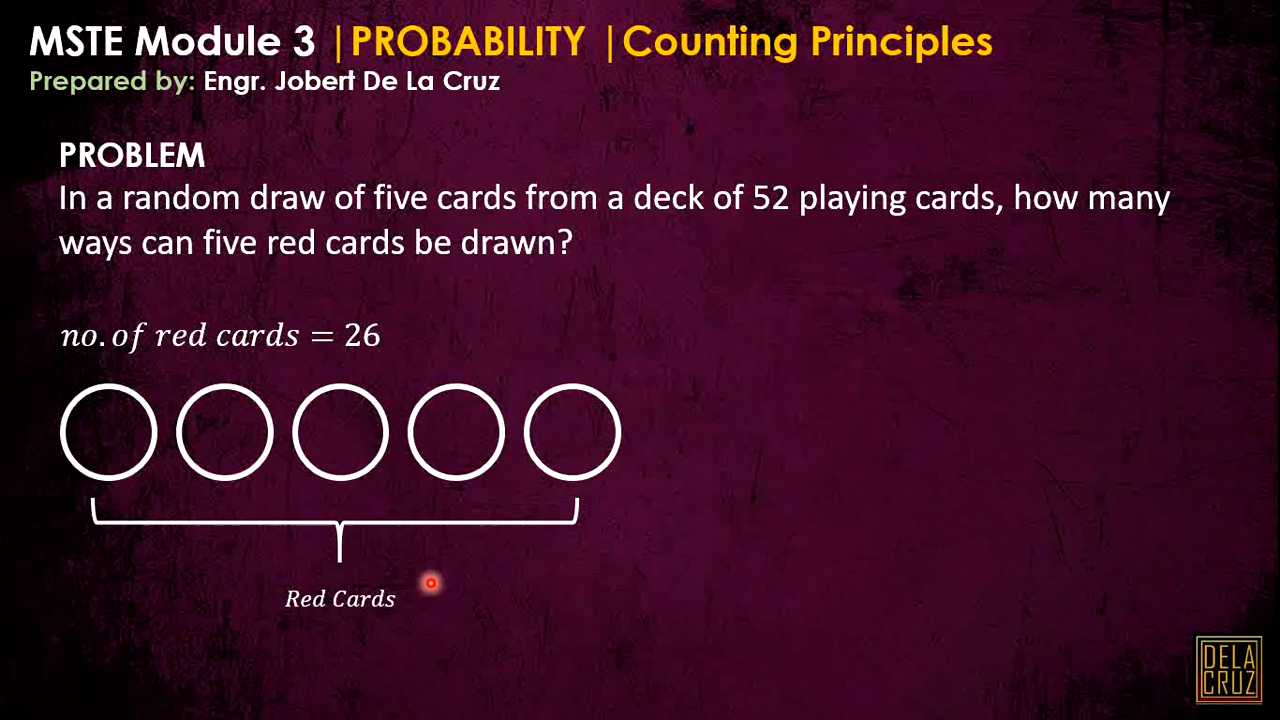 MSTE Module 3 |PROBABILITY |Counting Principles
Prepared by: Engr. Jobert De La Cruz
PROBLEM
In a random draw of five cards from a deck of 52 playing cards, how many
ways can five red cards be drawn?
no. of red cards = 26
Red Cards
DELA
CRUZ